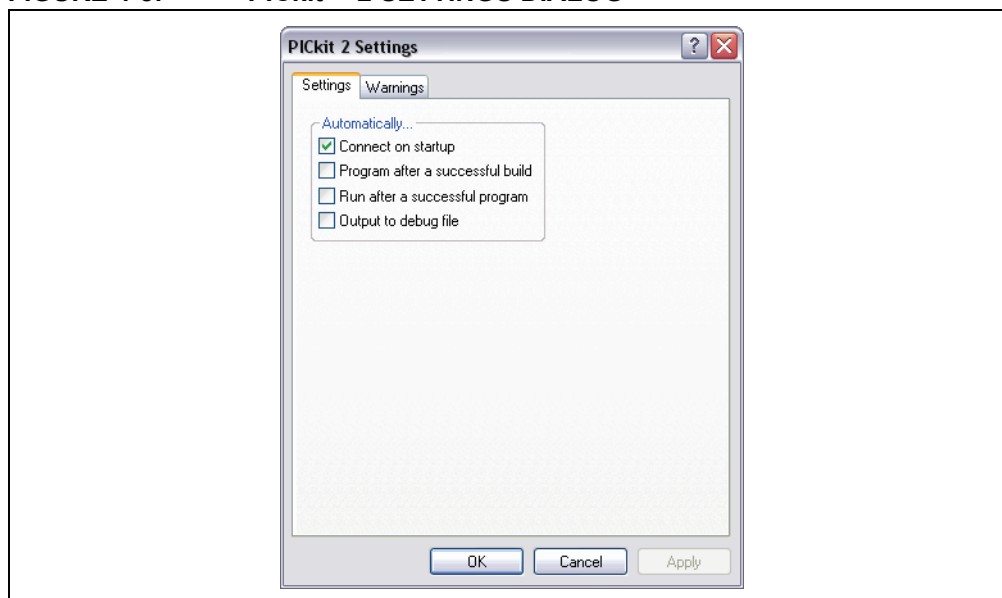 PICkit 2 Settings
Settings Warnings
Automatically...
Connect on startup
Program after a successful build
Run after a successful program
Output to debug file
OK Cancel Apply